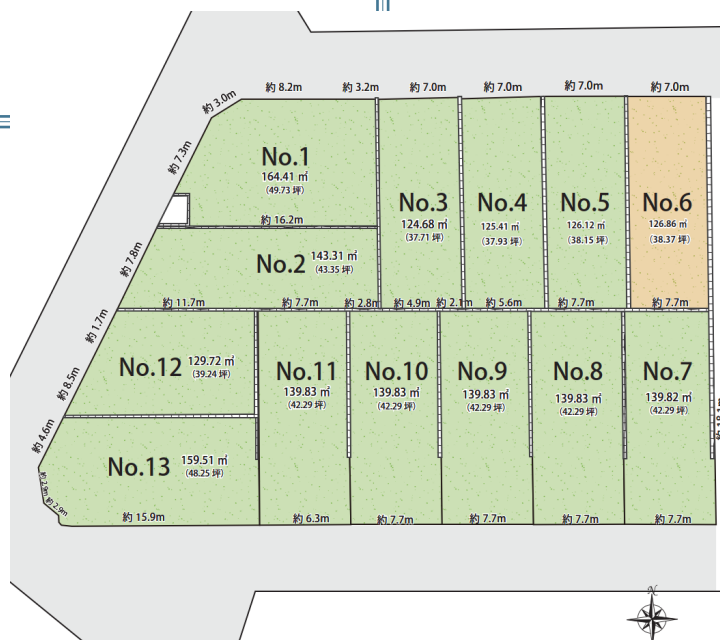 約 8.2m
約 3.2m
約 7.0m
約 7.0m
約 7.0m
約 7.0m
約 3.0m
約 7.3m
No.1
164.41 ㎡
(49.73 坪)
約 16.2m
No.3
124.68 ㎡
(37.71 坪)
No.4
125.41 ㎡
(37.93 坪)
No.5
126.12 ㎡
(38.15 坪)
No.6
126.86 ㎡
(38.37 坪)
約 7.8m
No.2
143.31 ㎡
(43.35 坪)
約 11.7m
約 7.7m
約 2.8m
約 4.9m
約 2.1m
約 5.6m
約 7.7m
約 7.7m
約 1.7m
No.12
129.72 ㎡
(39.24 坪)
No.11
139.83 ㎡
(42.29 坪)
No.10
139.83 ㎡
(42.29 坪)
No.9
139.83 ㎡
(42.29 坪)
No.8
139.83 ㎡
(42.29 坪)
No.7
139.82 ㎡
(42.29 坪)
約 8.5m
約 4.6m
No.13
159.51 ㎡
(48.25 坪)
約 2.9m
約 2.9m
約 15.9m
約 6.3m
約 7.7m
約 7.7m
約 7.7m
約 7.7m
N